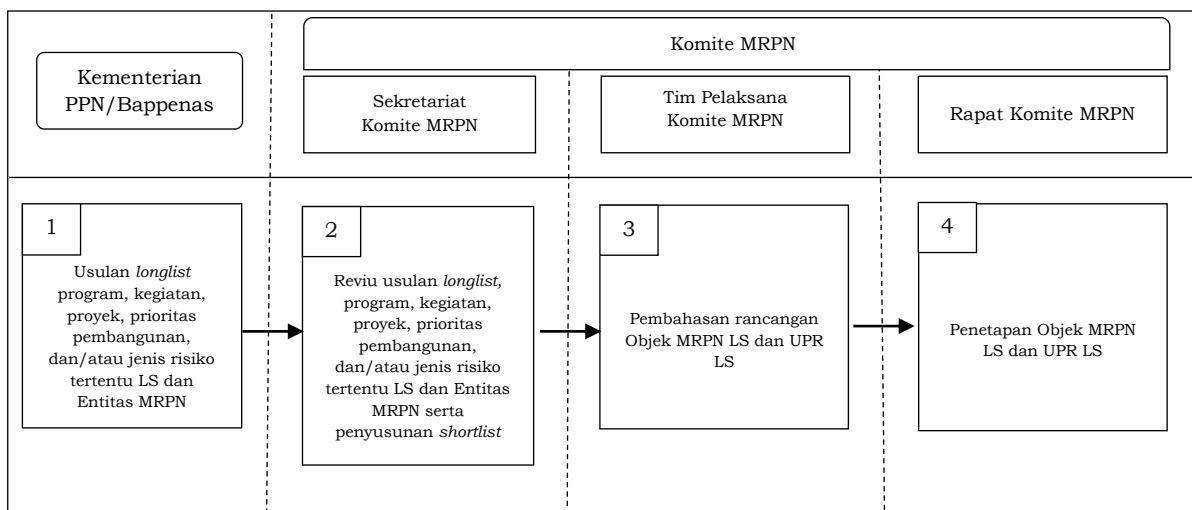 Komite MRPN
Kementerian
PPN/Bappenas
Sekretariat
Komite MRPN
Tim Pelaksana
Komite MRPN
Rapat Komite MRPN
1
Usulan longlist
program, kegiatan,
proyek, prioritas
pembangunan,
dan/atau jenis risiko
tertentu LS dan
Entitas MRPN
2
Reviu usulan longlist,
program, kegiatan,
proyek, prioritas
pembangunan,
dan/atau jenis risiko
tertentu LS dan Entitas
MRPN serta
penyusunan shortlist
3
Pembahasan rancangan
Objek MRPN LS dan UPR
LS
4
Penetapan Objek MRPN
LS dan UPR LS